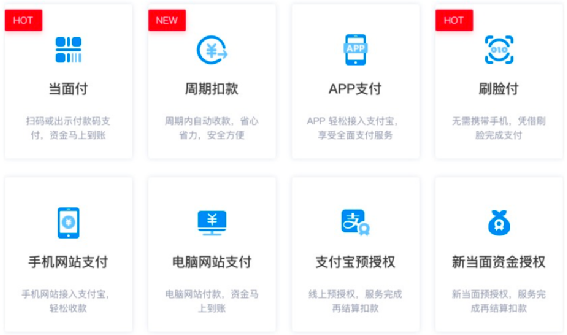 HOT
NEW
HOT
APP
010
当面付
周期扣款
APP支付
刷脸付
扫码或出示付款码支
付，资金马上到账
周期内自动收款，省心
省力，安全方便
APP 轻松接入支付宝，
享受全面支付服务
无需携带手机，凭借刷
脸完成支付
支
手机网站支付
电脑网站支付
支付宝预授权
新当面资金授权
手机网站接入支付宝，
轻松收款
电脑网站付款，资金马
上到账
线上预授权，服务完成
再结算扣款
新当面预授权，服务完
成再结算扣款